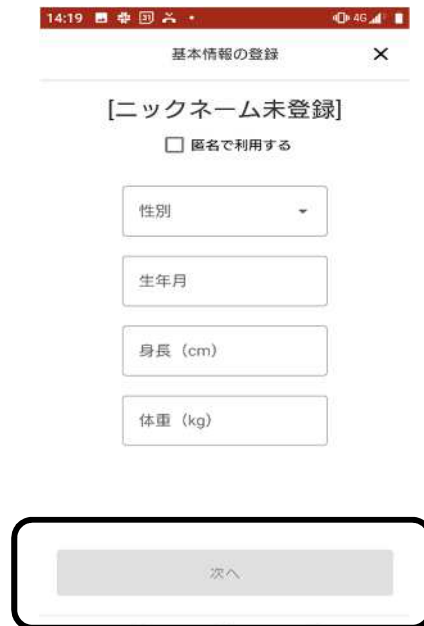 14:19 31 4G
基本情報の登録 ×
[ニックネーム未登録]
匿名で利用する
性別
生年月
身長（cm）
体重（kg）
次へ